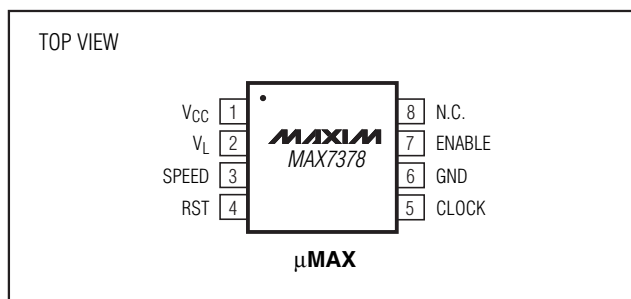 TOP VIEW
VCC 1
VL 2
SPEED 3
RST 4
MAXIM
MAX7378
8 N.C.
7 ENABLE
6 GND
5 CLOCK
µMAX